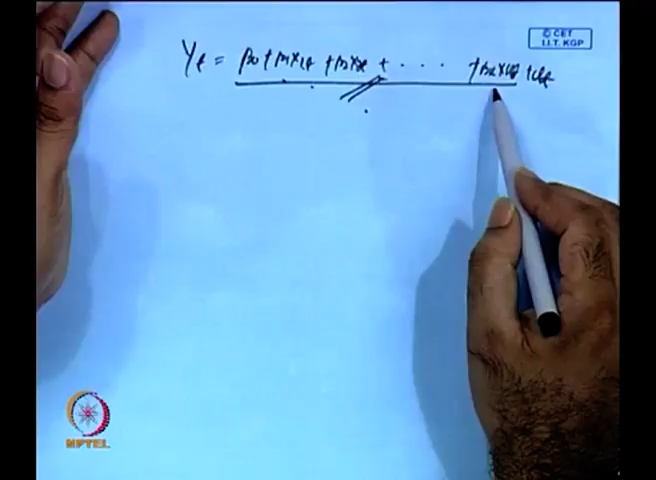 © CET
I.I.T. KGP
Yt = β0 + β1x1t + β2x2t + . . . + βkxkt + ut
NPTEL